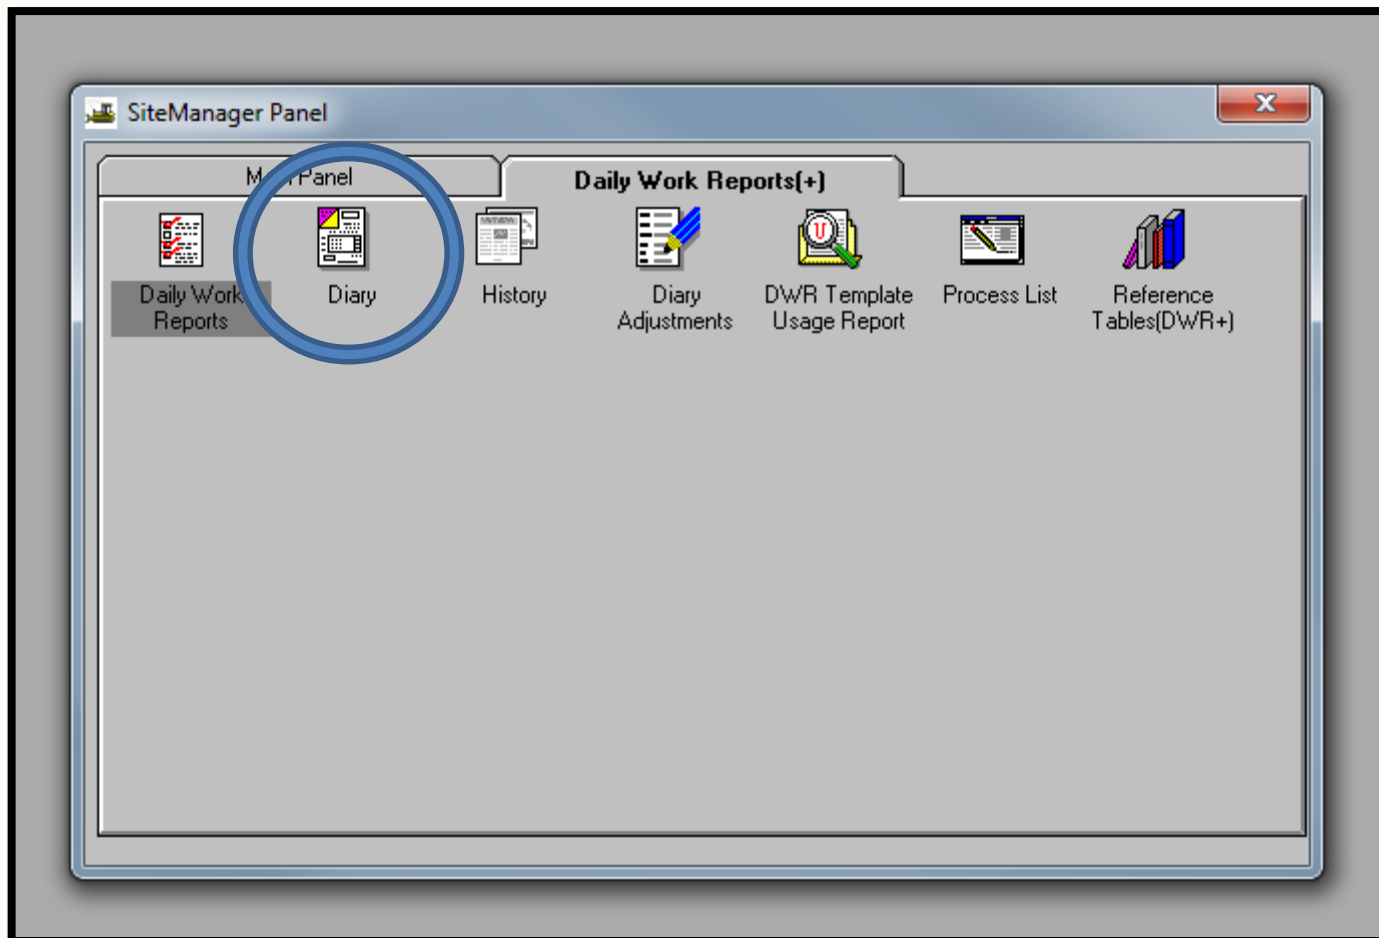 SiteManager Panel
Panel
Daily Work Reports(+)
Daily Work
Reports
Diary
History
Diary
Adjustments
DWR Template
Usage Report
Process List
Reference
Tables(DWR+)